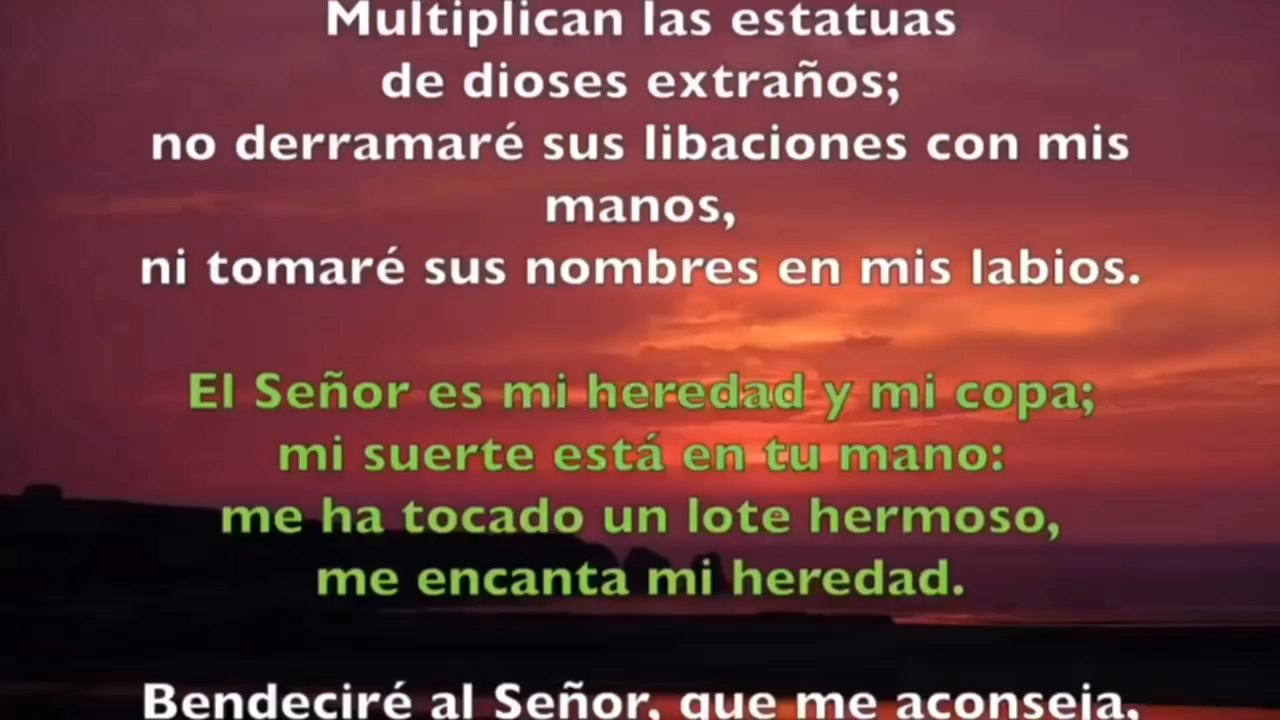 Multiplican las estatuas
de dioses extraños;
no derramaré sus libaciones con mis
manos,
ni tomaré sus nombres en mis labios.
El Señor es mi heredad y mi copa;
mi suerte está en tu mano:
me ha tocado un lote hermoso,
me encanta mi heredad.
Bendeciré al Señor, que me aconseja,